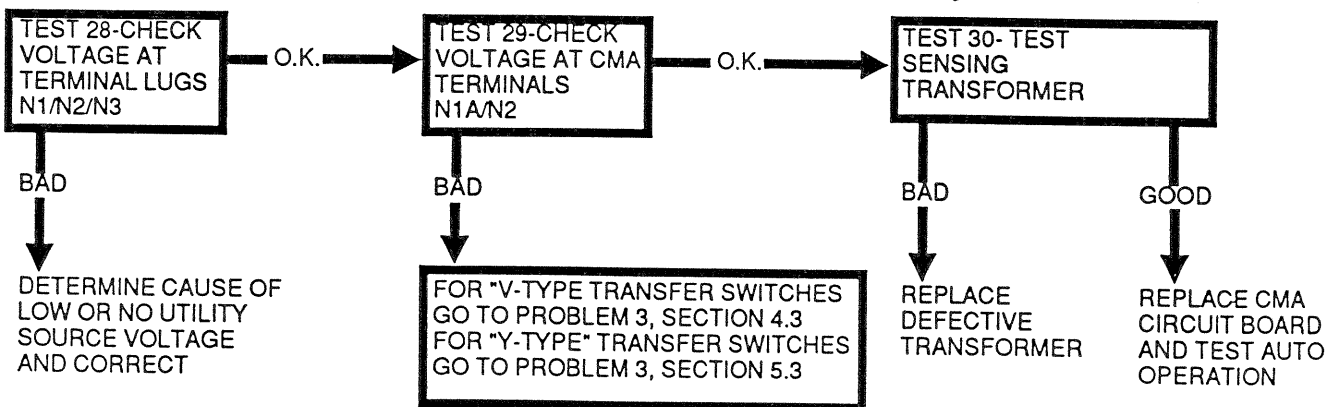 TEST 28-CHECK
VOLTAGE AT
TERMINAL LUGS
N1/N2/N3
O.K.
TEST 29-CHECK
VOLTAGE AT CMA
TERMINALS
N1A/N2
O.K.
TEST 30- TEST
SENSING
TRANSFORMER
BAD
BAD
BAD
GOOD
DETERMINE CAUSE OF
LOW OR NO UTILITY
SOURCE VOLTAGE
AND CORRECT
FOR "V-TYPE TRANSFER SWITCHES
GO TO PROBLEM 3, SECTION 4.3
FOR "Y-TYPE" TRANSFER SWITCHES
GO TO PROBLEM 3, SECTION 5.3
REPLACE
DEFECTIVE
TRANSFORMER
REPLACE CMA
CIRCUIT BOARD
AND TEST AUTO
OPERATION